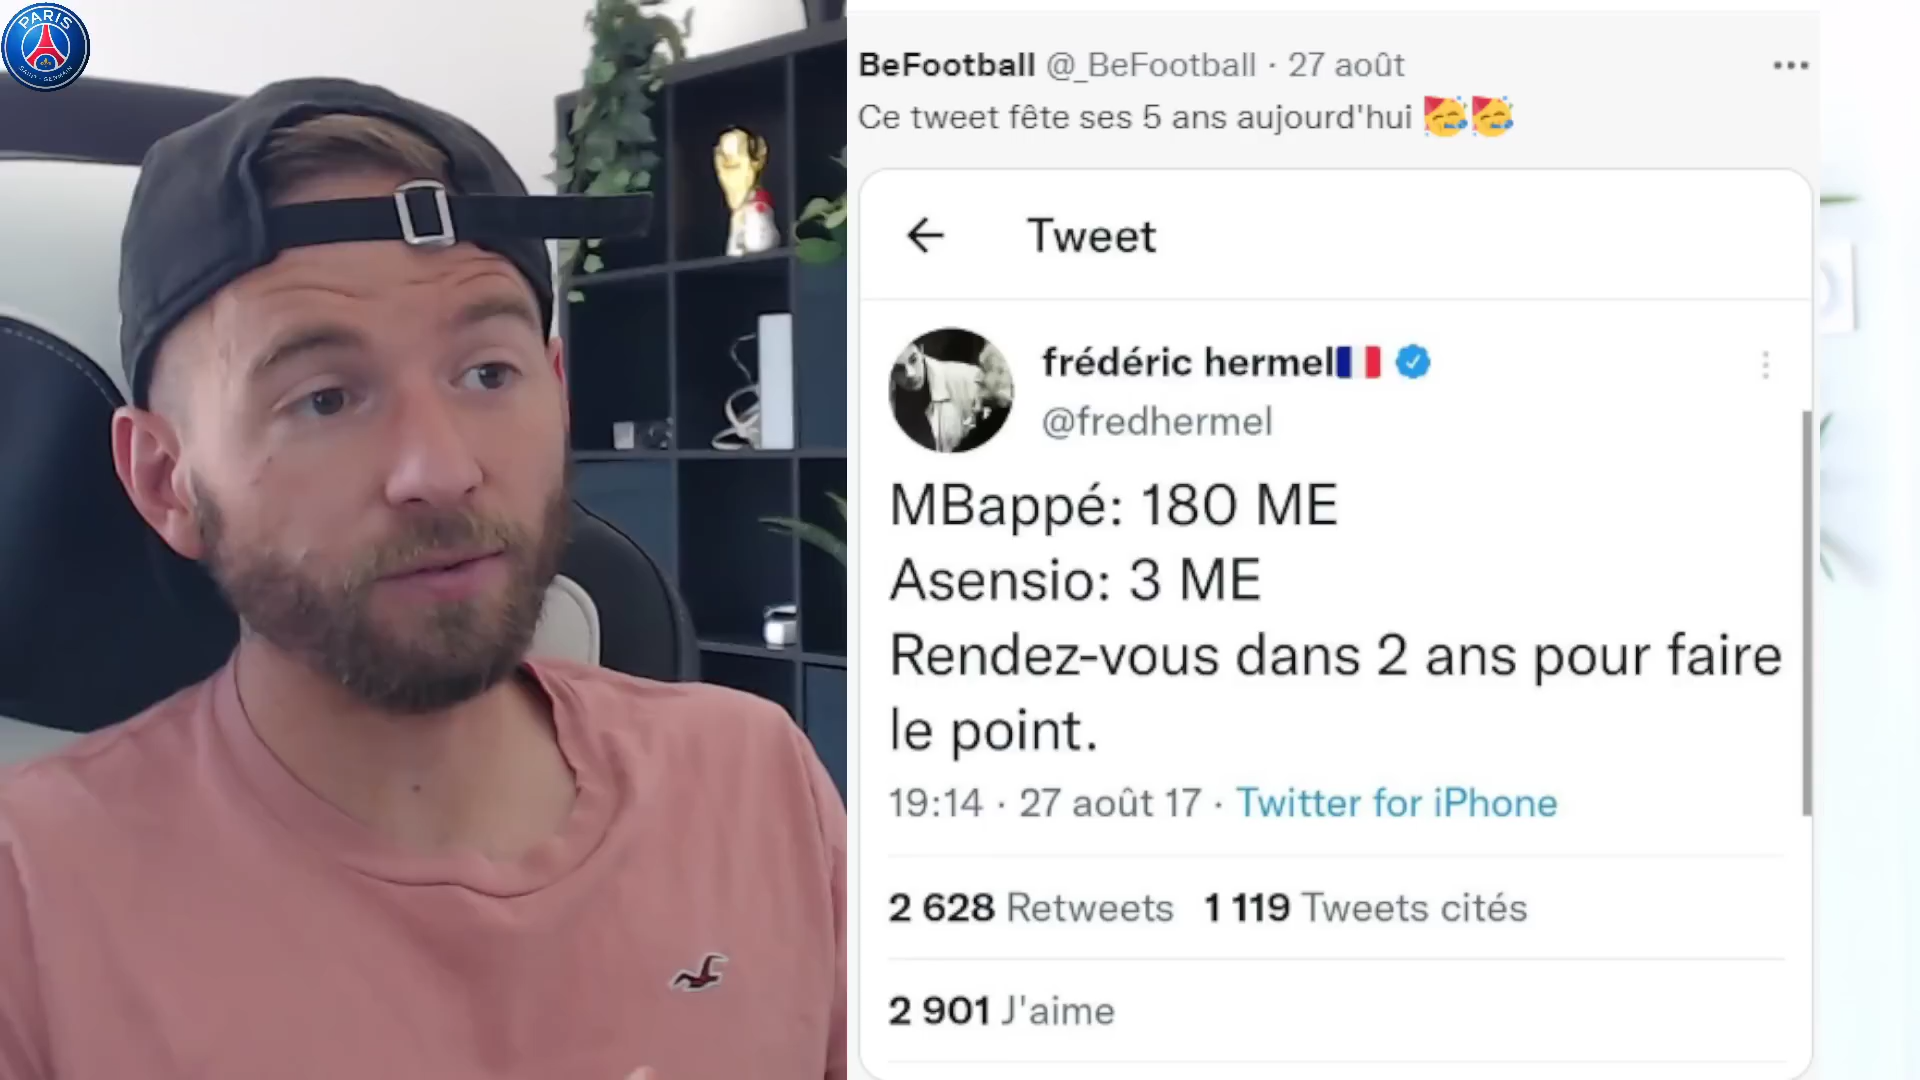 PARIS
SAINT-GERMAIN
BeFootball @_BeFootball · 27 août
Ce tweet fête ses 5 ans aujourd'hui 🥳🥳
Tweet
frédéric hermel🇫🇷
@fredhermel
MBappé: 180 ME
Asensio: 3 ME
Rendez-vous dans 2 ans pour faire
le point.
19:14 · 27 août 17 · Twitter for iPhone
2 628 Retweets 1 119 Tweets cités
2 901 J'aime